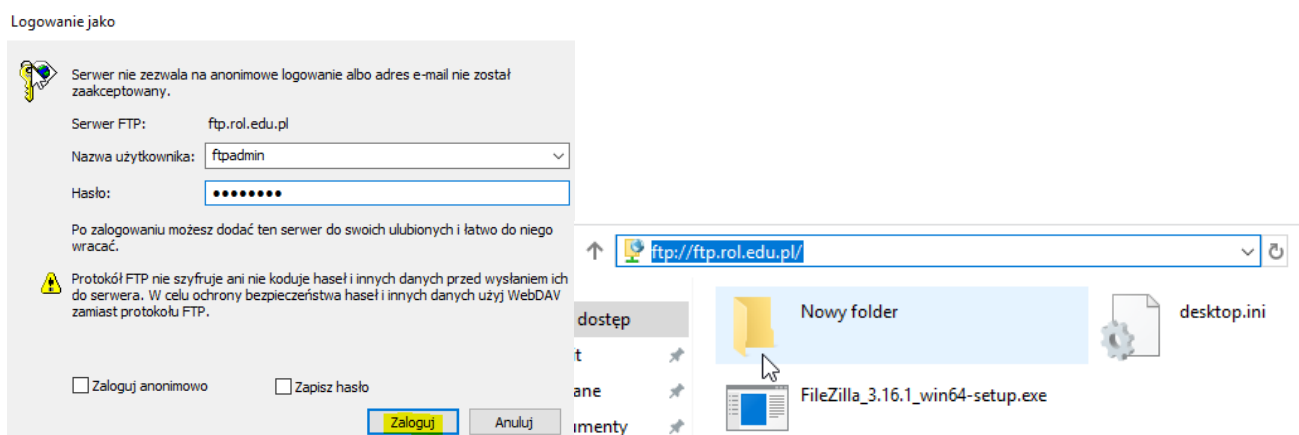 Logowanie jako
Serwer nie zezwala na anonimowe logowanie albo adres e-mail nie został
zaakceptowany.
Serwer FTP: ftp.rol.edu.pl
Nazwa użytkownika: ftpadmin
Hasło: ●●●●●●●●
Po zalogowaniu możesz dodać ten serwer do swoich ulubionych i łatwo do niego
wracać.
Protokół FTP nie szyfruje ani nie koduje haseł i innych danych przed wysłaniem ich
do serwera. W celu ochrony bezpieczeństwa haseł i innych danych użyj WebDAV
zamiast protokołu FTP.
Zaloguj anonimowo Zapisz hasło
Zaloguj Anuluj
ftp://ftp.rol.edu.pl/
dostęp
it
ane
umenty
Nowy folder
desktop.ini
FileZilla_3.16.1_win64-setup.exe